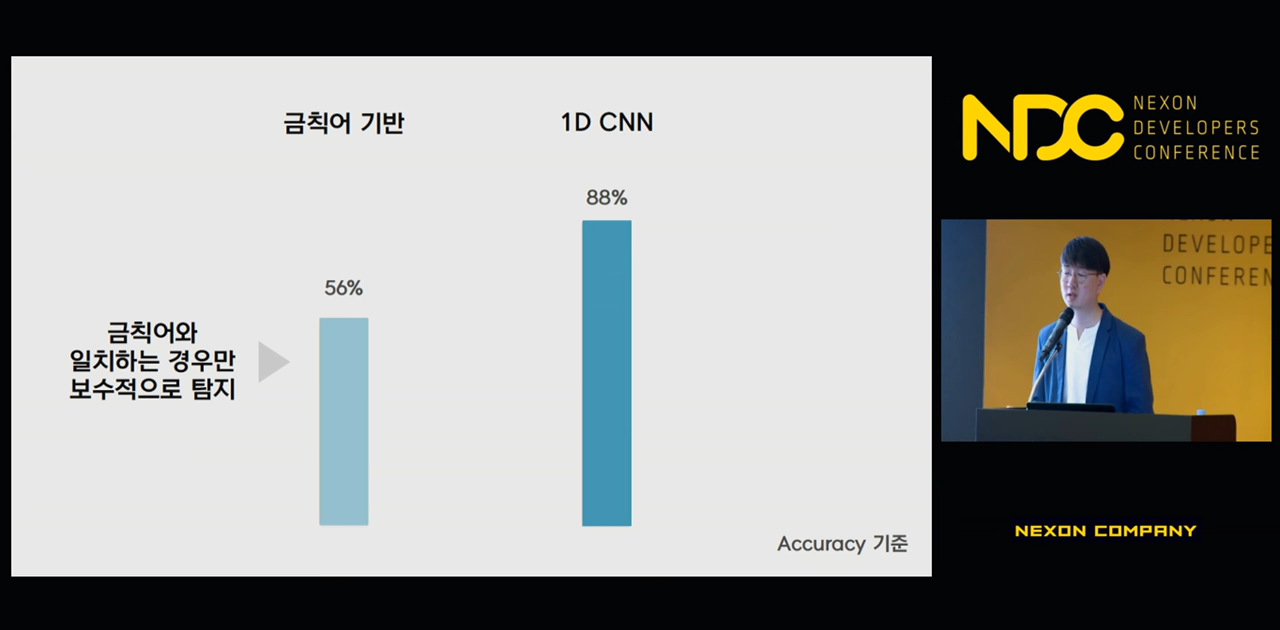 금칙어 기반
1D CNN
88%
56%
금칙어와
일치하는 경우만
보수적으로 탐지
Accuracy 기준
NDC
NEXON
DEVELOPERS
CONFERENCE
DEVELOPE
CONFEREN
NEXON COMPANY